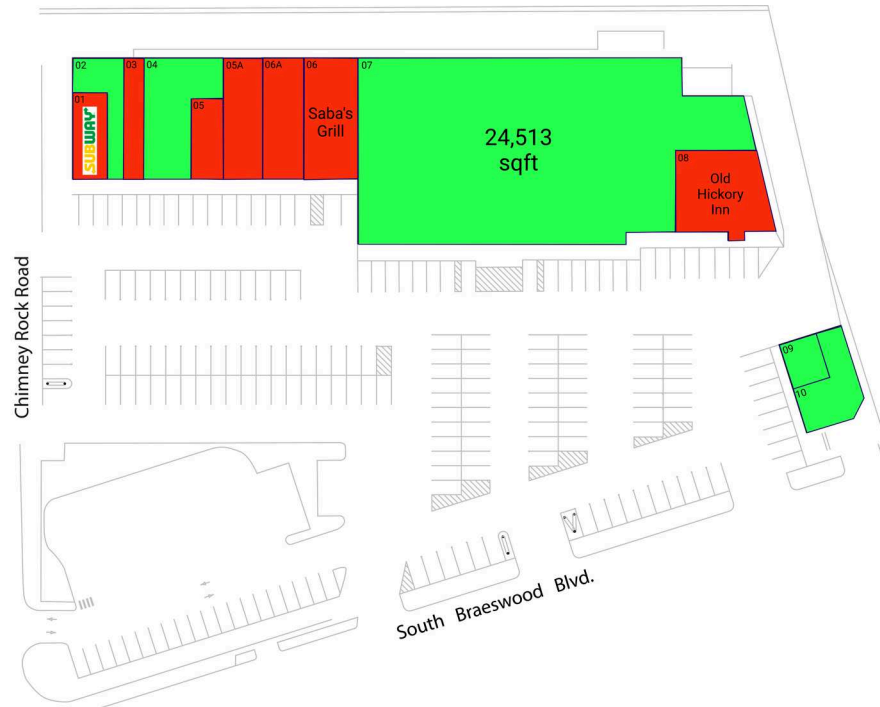 02
03
04
05A
06A
06
07
01
SUBWAY
05
Saba's
Grill
24,513
sqft
08
Old
Hickory
Inn
Chimney Rock Road
09
10
South Braeswood Blvd.